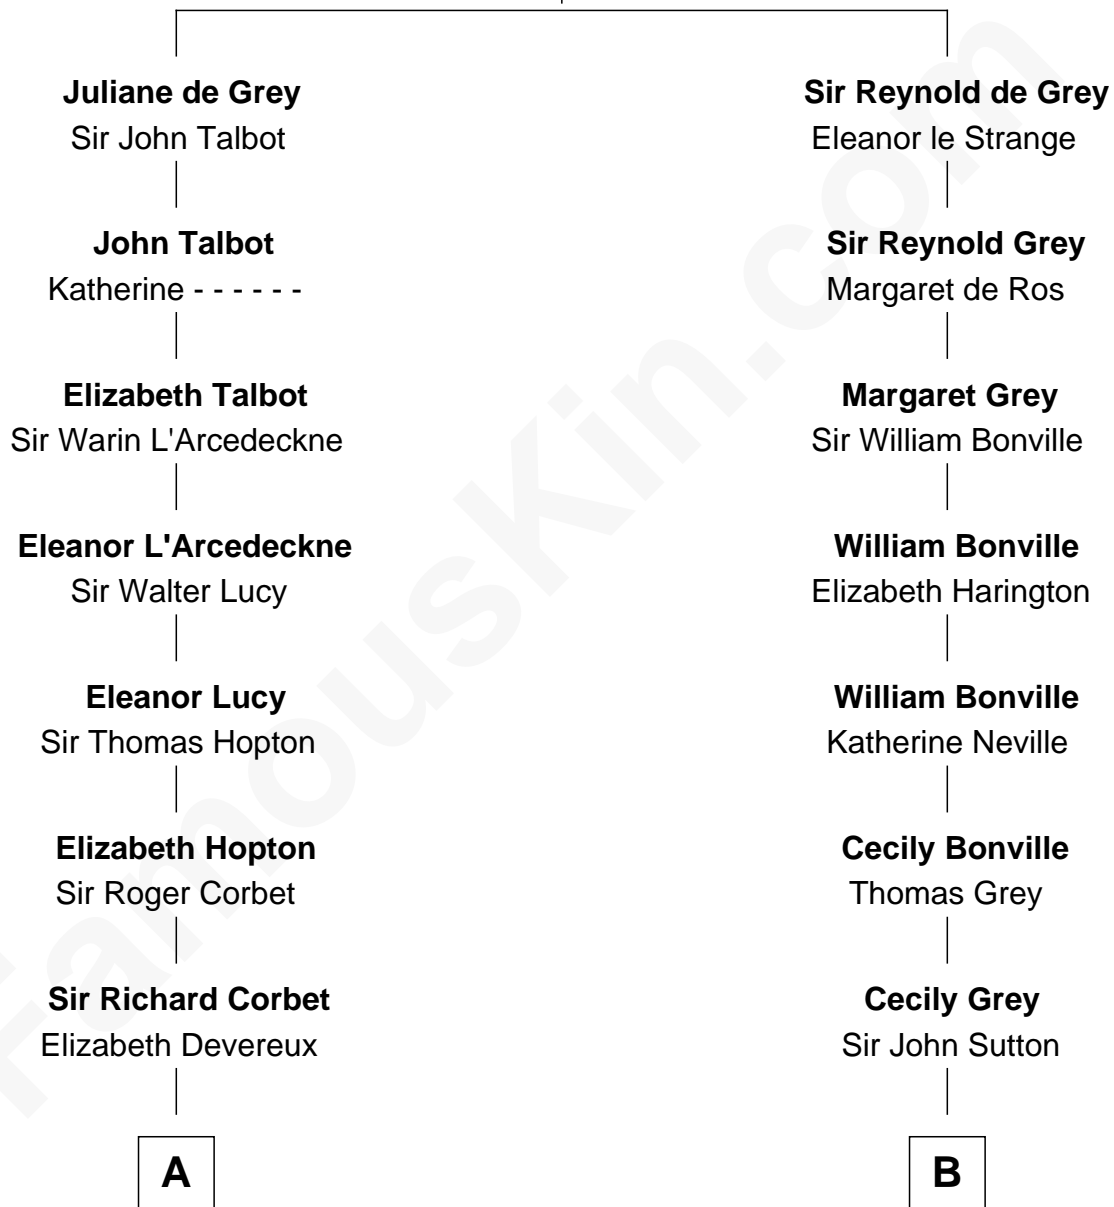 Juliane de Grey
Sir John Talbot
John Talbot
Katherine - - - - - -
Elizabeth Talbot
Sir Warin L'Arcedeckne
Eleanor L'Arcedeckne
Sir Walter Lucy
Eleanor Lucy
Sir Thomas Hopton
Elizabeth Hopton
Sir Roger Corbet
Sir Richard Corbet
Elizabeth Devereux
A
Sir Reynold de Grey
Eleanor le Strange
Sir Reynold Grey
Margaret de Ros
Margaret Grey
Sir William Bonville
William Bonville
Elizabeth Harington
William Bonville
Katherine Neville
Cecily Bonville
Thomas Grey
Cecily Grey
Sir John Sutton
B
FamousKin.com